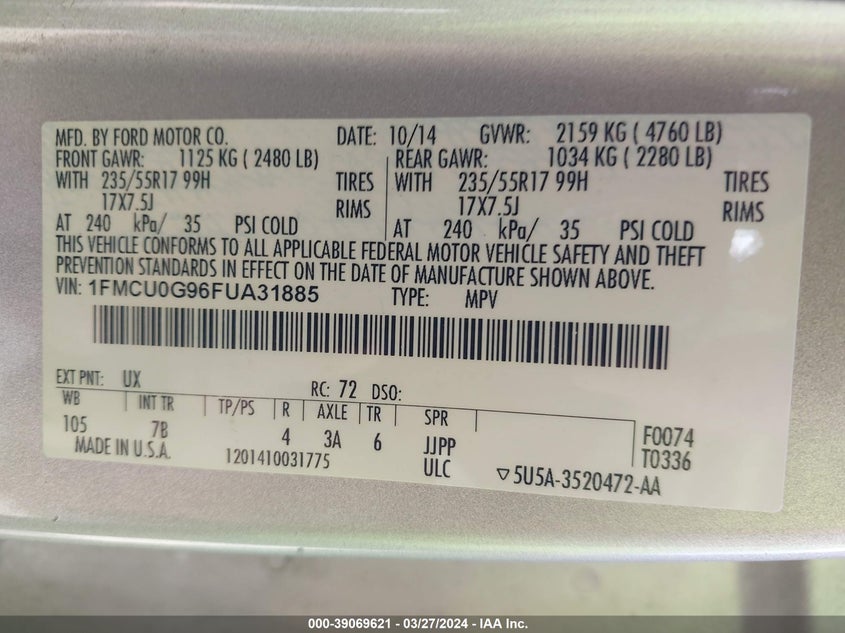 MFD. BY FORD MOTOR CO. DATE: 10/14 GVWR: 2159 KG ( 4760 LB)
FRONT GAWR: 1125 KG ( 2480 LB) REAR GAWR: 1034 KG ( 2280 LB)
WITH 235/55R17 99H TIRES WITH 235/55R17 99H TIRES
17X7.5J RIMS 17X7.5J RIMS
AT 240 kPa/ 35 PSI COLD AT 240 kPa/ 35 PSI COLD
THIS VEHICLE CONFORMS TO ALL APPLICABLE FEDERAL MOTOR VEHICLE SAFETY AND THEFT
PREVENTION STANDARDS IN EFFECT ON THE DATE OF MANUFACTURE SHOWN ABOVE.
VIN: 1FMCU0G96FUA31885 TYPE: MPV
EXT PNT: UX RC: 72 DSO:
WB INT TR TP/PS R AXLE TR SPR
105 7B 4 3A 6 JJPP F0074
MADE IN U.S.A. 1201410031775 ULC ▽5U5A-3520472-AA T0336
000-39069621 - 03/27/2024 - IAA Inc.